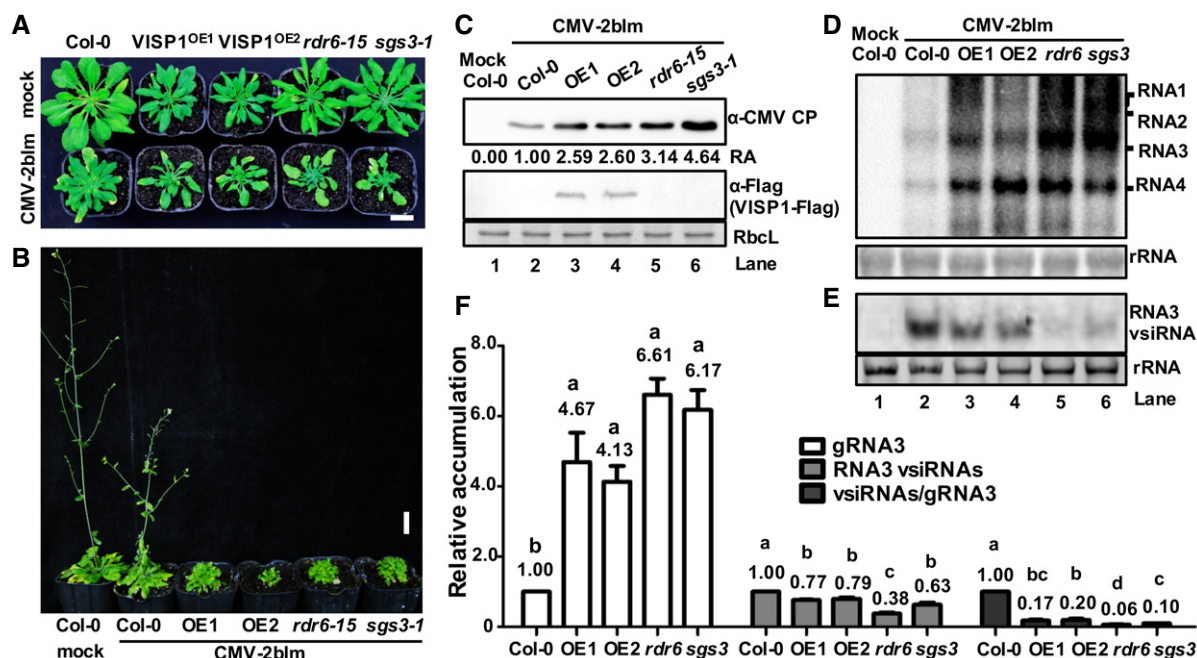 A
Col-0 VISP1OE1 VISP1OE2 rdr6-15 sgs3-1
mock
CMV-2blm
B
Col-0 Col-0 OE1 OE2 rdr6-15 sgs3-1
mock CMV-2blm
C
CMV-2blm
Mock Col-0 Col-0 OE1 OE2 rdr6-15 sgs3-1
α-CMV CP
0.00 1.00 2.59 2.60 3.14 4.64 RA
α-Flag
(VISP1-Flag)
RbcL
1 2 3 4 5 6 Lane
D
CMV-2blm
Mock
Col-0 Col-0 OE1 OE2 rdr6 sgs3
RNA1
RNA2
RNA3
RNA4
rRNA
E
RNA3
vsiRNA
rRNA
1 2 3 4 5 6 Lane
F
Relative accumulation
8.0
6.0
4.0
2.0
0
gRNA3
RNA3 vsiRNAs
vsiRNAs/gRNA3
b a a a a
1.00 4.67 4.13 6.61 6.17
a b b c b
1.00 0.77 0.79 0.38 0.63
a bc b d c
1.00 0.17 0.20 0.06 0.10
Col-0 OE1 OE2 rdr6 sgs3 Col-0 OE1 OE2 rdr6 sgs3 Col-0 OE1 OE2 rdr6 sgs3